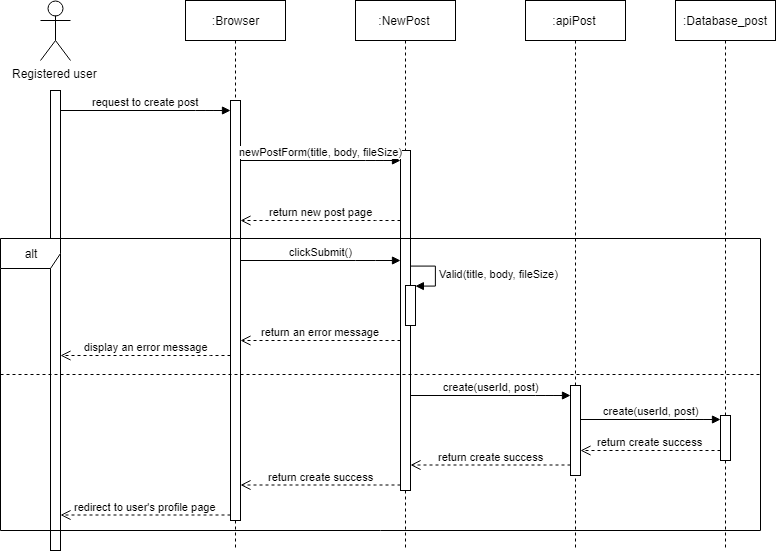 :Browser
:NewPost
:apiPost
:Database_post
Registered user
request to create post
newPostForm(title, body, fileSize)
return new post page
alt
clickSubmit()
Valid(title, body, fileSize)
return an error message
display an error message
create(userId, post)
create(userId, post)
return create success
return create success
return create success
redirect to user's profile page